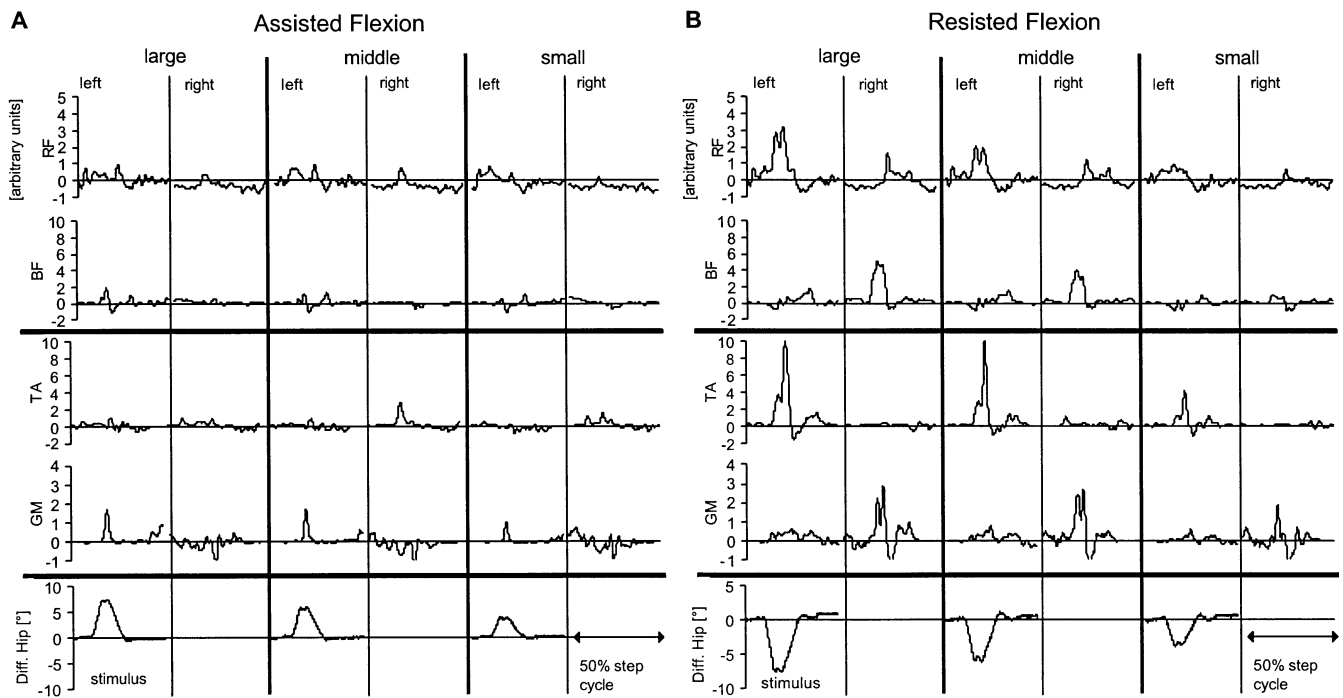 A
Assisted Flexion
large
middle
small
left
right
left
right
left
right
[arbitrary units]
RF
5
4
3
2
1
0
-1
BF
10
8
6
4
2
0
-2
TA
10
8
6
4
2
0
-2
GM
4
3
2
1
0
-1
Diff. Hip [°]
10
5
0
-5
-10
stimulus
50% step
cycle
B
Resisted Flexion
large
middle
small
left
right
left
right
left
right
[arbitrary units]
RF
5
4
3
2
1
0
-1
BF
10
8
6
4
2
0
-2
TA
10
8
6
4
2
0
-2
GM
4
3
2
1
0
-1
Diff. Hip [°]
5
0
-5
-10
stimulus
50% step
cycle